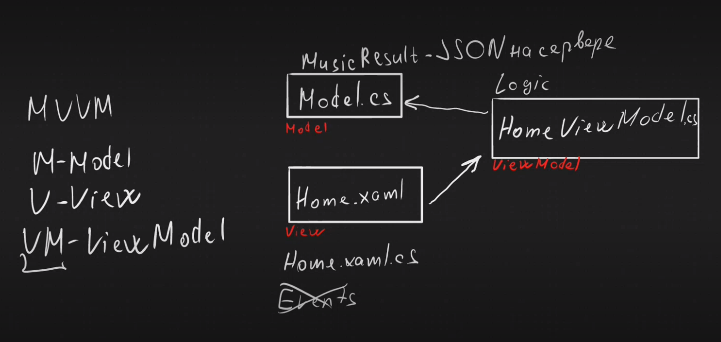 MVVM
M-Model
V-View
VM-ViewModel
MusicResult-JSON на сервере
Model.cs
Model
Home.xaml
View
Home.xaml.cs
Events
Logic
HomeViewModel.cs
ViewModel